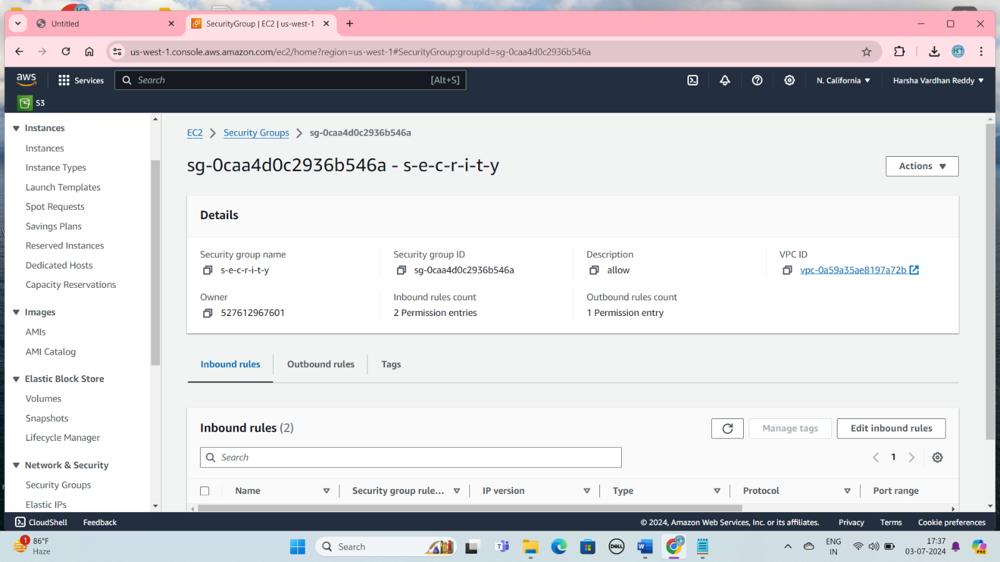 Untitled
SecurityGroup | EC2 | us-west-1
us-west-1.console.aws.amazon.com/ec2/home?region=us-west-1#SecurityGroup:groupId=sg-0caa4d0c2936b546a
aws
Services
Search
[Alt+S]
N. California
Harsha Vardhan Reddy
S3
Instances
Instances
Instance Types
Launch Templates
Spot Requests
Savings Plans
Reserved Instances
Dedicated Hosts
Capacity Reservations
Images
AMIs
AMI Catalog
Elastic Block Store
Volumes
Snapshots
Lifecycle Manager
Network & Security
Security Groups
Elastic IPs
EC2 > Security Groups > sg-0caa4d0c2936b546a
sg-0caa4d0c2936b546a - s-e-c-r-i-t-y
Actions
Details
Security group name
s-e-c-r-i-t-y
Security group ID
sg-0caa4d0c2936b546a
Description
allow
VPC ID
vpc-0a59a35ae8197a72b
Owner
527612967601
Inbound rules count
2 Permission entries
Outbound rules count
1 Permission entry
Inbound rules
Outbound rules
Tags
Inbound rules (2)
Manage tags
Edit inbound rules
Search
1
Name
Security group rule...
IP version
Type
Protocol
Port range
CloudShell
Feedback
© 2024, Amazon Web Services, Inc. or its affiliates.
Privacy
Terms
Cookie preferences
1
86°F
Haze
Search
DELL
W
PRE
ENG
IN
17:37
03-07-2024